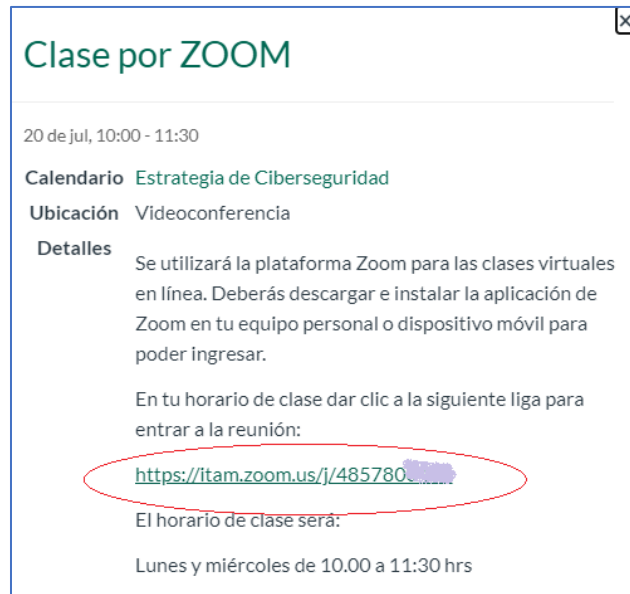 Clase por ZOOM
20 de jul, 10:00 - 11:30
Calendario Estrategia de Ciberseguridad
Ubicación Videoconferencia
Detalles
Se utilizará la plataforma Zoom para las clases virtuales
en línea. Deberás descargar e instalar la aplicación de
Zoom en tu equipo personal o dispositivo móvil para
poder ingresar.
En tu horario de clase dar clic a la siguiente liga para
entrar a la reunión:
https://itam.zoom.us/j/485780
El horario de clase será:
Lunes y miércoles de 10.00 a 11:30 hrs